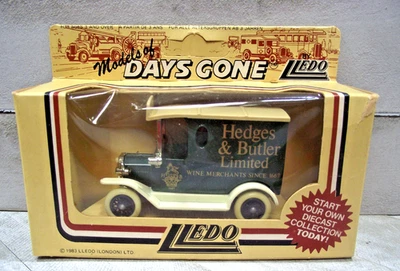 Models of
DAYS GONE
BY
LLEDO
Hedges
& Butler
Limited
WINE MERCHANTS SINCE 1667
START
YOUR OWN
DIECAST
COLLECTION
TODAY!
LLEDO
© 1983 LLEDO (LONDON) LTD.